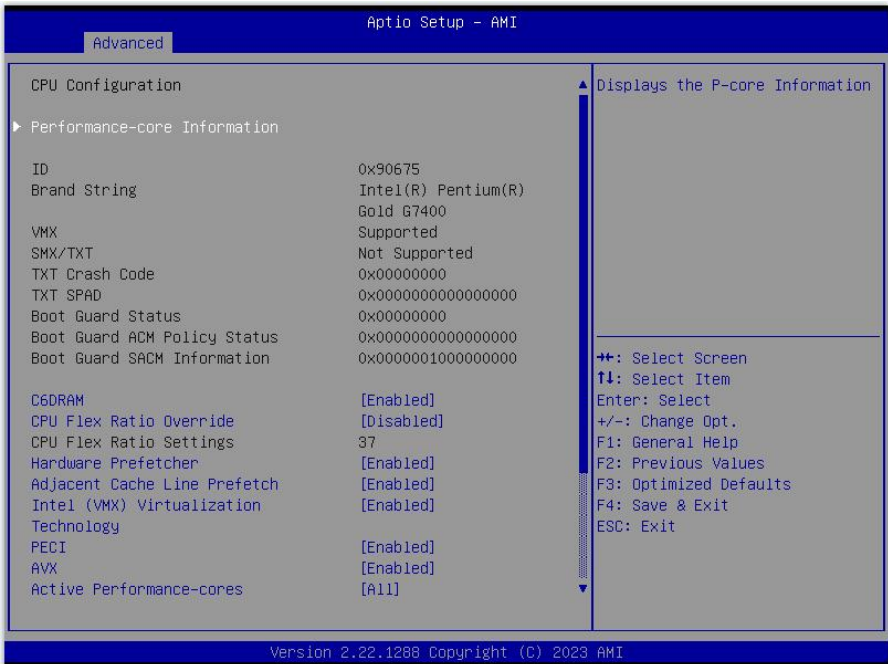 Aptio Setup - AMI
Advanced
CPU Configuration
Performance-core Information
ID 0x90675
Brand String Intel(R) Pentium(R)
Gold G7400
VMX Supported
SMX/TXT Not Supported
TXT Crash Code 0x00000000
TXT SPAD 0x0000000000000000
Boot Guard Status 0x00000000
Boot Guard ACM Policy Status 0x0000000000000000
Boot Guard SACM Information 0x0000001000000000
C6DRAM [Enabled]
CPU Flex Ratio Override [Disabled]
CPU Flex Ratio Settings 37
Hardware Prefetcher [Enabled]
Adjacent Cache Line Prefetch [Enabled]
Intel (VMX) Virtualization [Enabled]
Technology
PECI [Enabled]
AVX [Enabled]
Active Performance-cores [All]
Displays the P-core Information
→←: Select Screen
↑↓: Select Item
Enter: Select
+/-: Change Opt.
F1: General Help
F2: Previous Values
F3: Optimized Defaults
F4: Save & Exit
ESC: Exit
Version 2.22.1288 Copyright (C) 2023 AMI